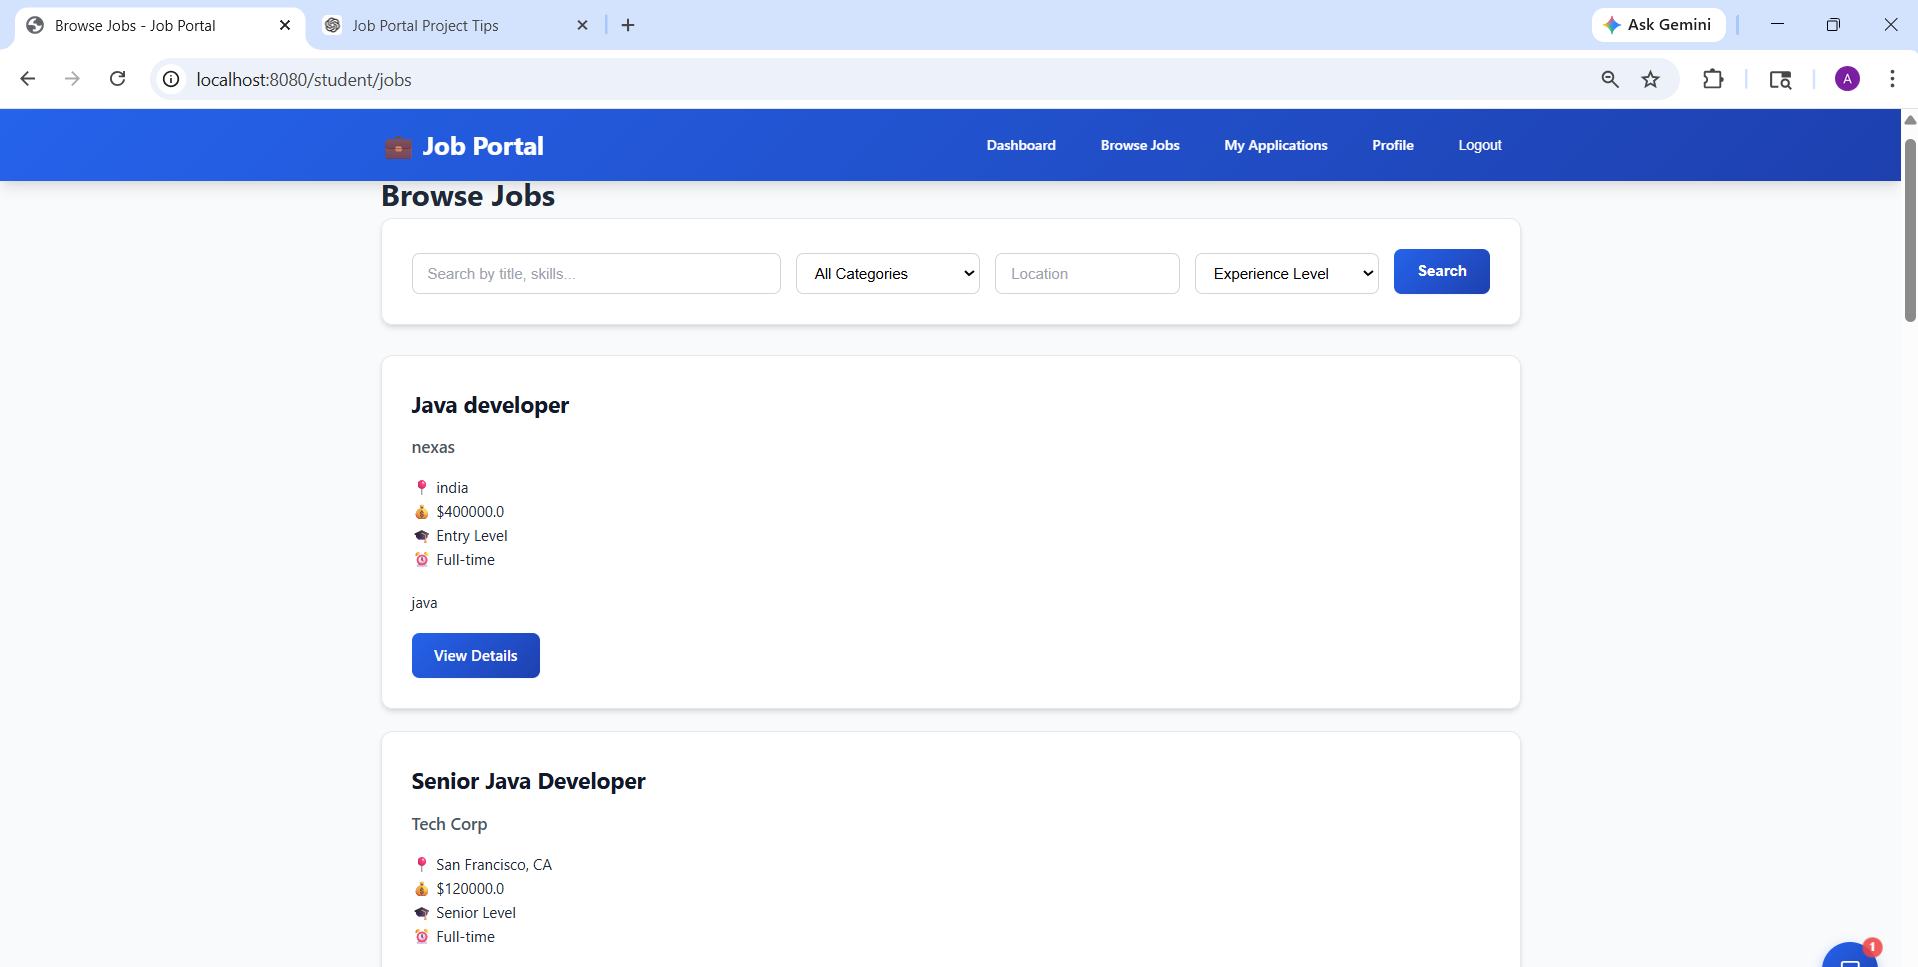 Browse Jobs - Job Portal
Job Portal Project Tips
Ask Gemini
localhost:8080/student/jobs
A
Job Portal
Dashboard
Browse Jobs
My Applications
Profile
Logout
Browse Jobs
Search by title, skills...
All Categories
Location
Experience Level
Search
Java developer
nexas
india
$400000.0
Entry Level
Full-time
java
View Details
Senior Java Developer
Tech Corp
San Francisco, CA
$120000.0
Senior Level
Full-time
1